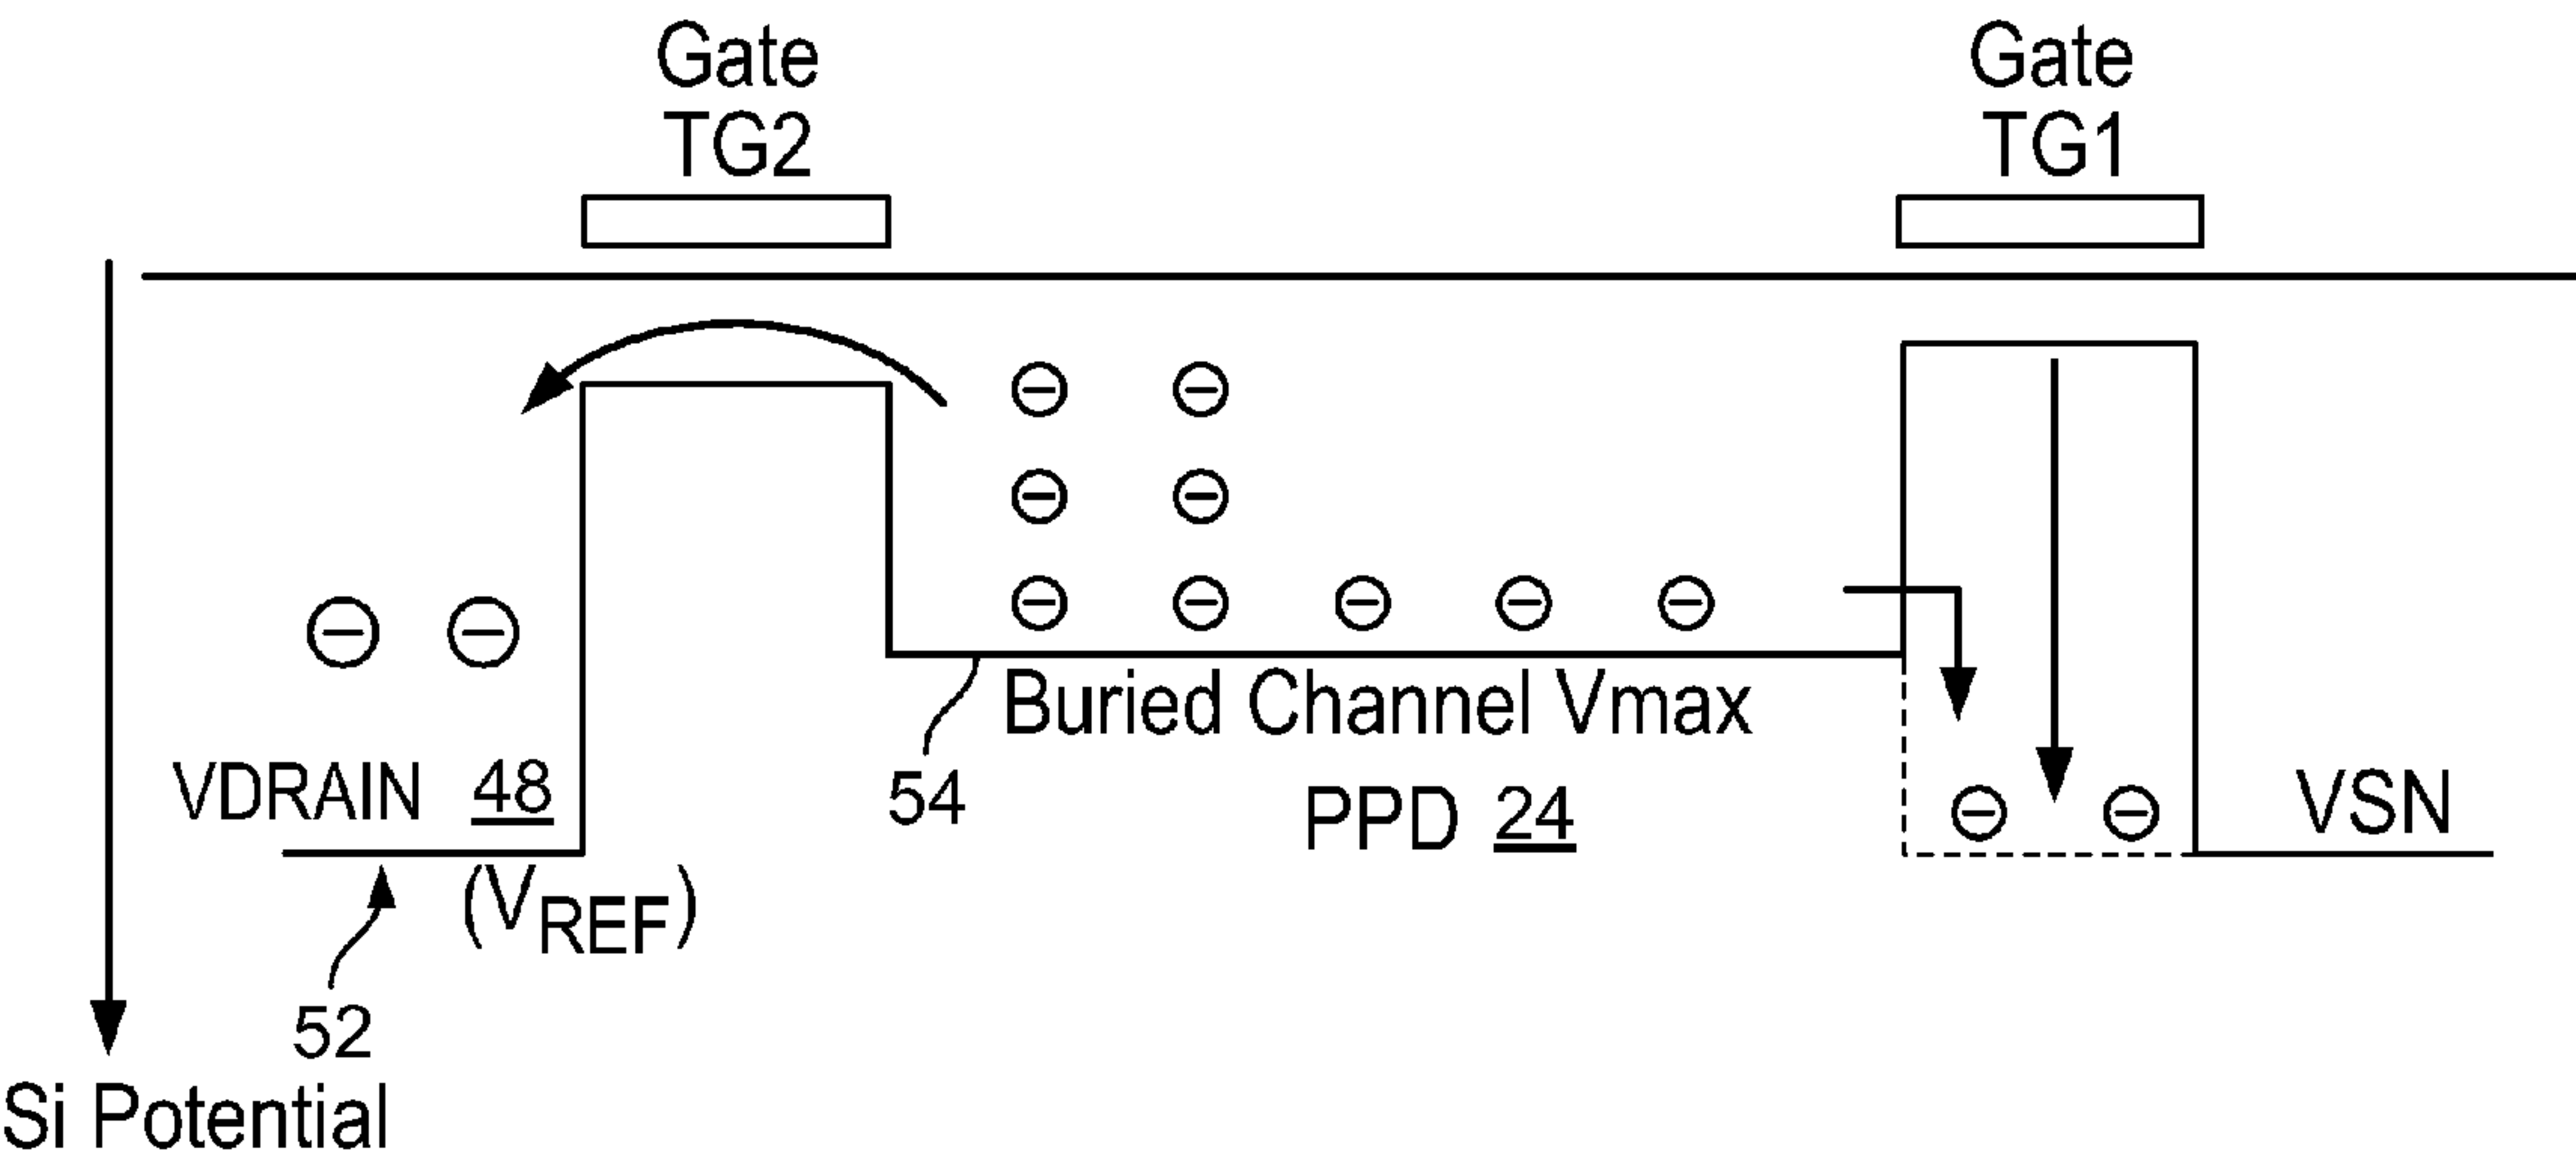 Gate
TG2
Gate
TG1
Buried Channel Vmax
VDRAIN 48
54
PPD 24
VSN
(VREF)
52
Si Potential